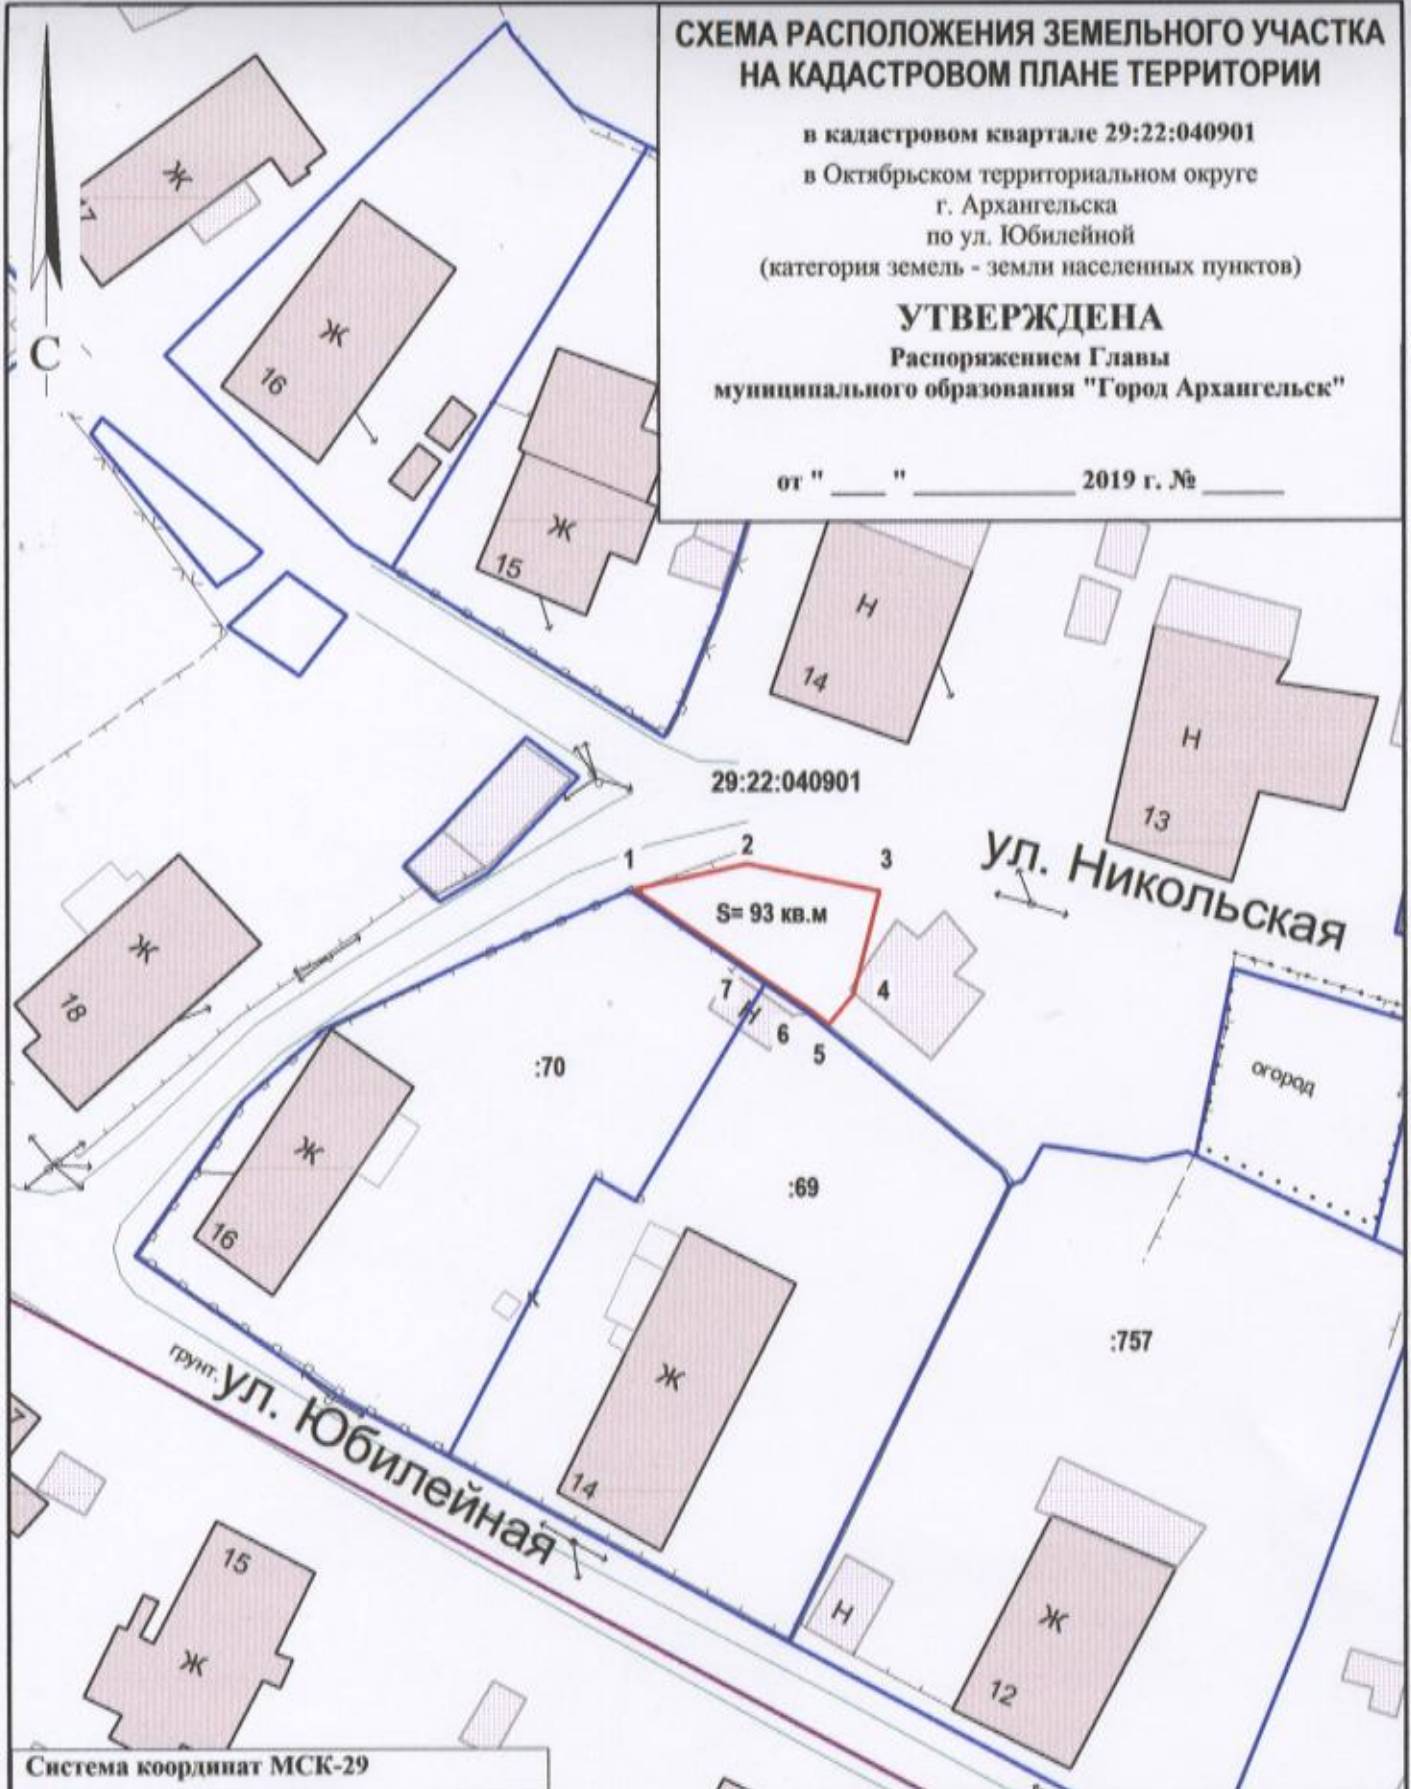 СХЕМА РАСПОЛОЖЕНИЯ ЗЕМЕЛЬНОГО УЧАСТКА
НА КАДАСТРОВОМ ПЛАНЕ ТЕРРИТОРИИ
в кадастровом квартале 29:22:040901
в Октябрьском территориальном округе
г. Архангельска
по ул. Юбилейной
(категория земель - земли населенных пунктов)
УТВЕРЖДЕНА
Распоряжением Главы
муниципального образования "Город Архангельск"
от " ____ " ____________ 2019 г. № ______
Ж
С
Ж
16
Ж
15
Н
14
Н
13
29:22:040901
ул. Никольская
1
2
3
S= 93 кв.м
4
7
Н
6
5
Ж
18
:70
огород
Ж
16
:69
:757
грунт.
ул. Юбилейная
Ж
14
15
Ж
Н
Ж
12
Система координат МСК-29